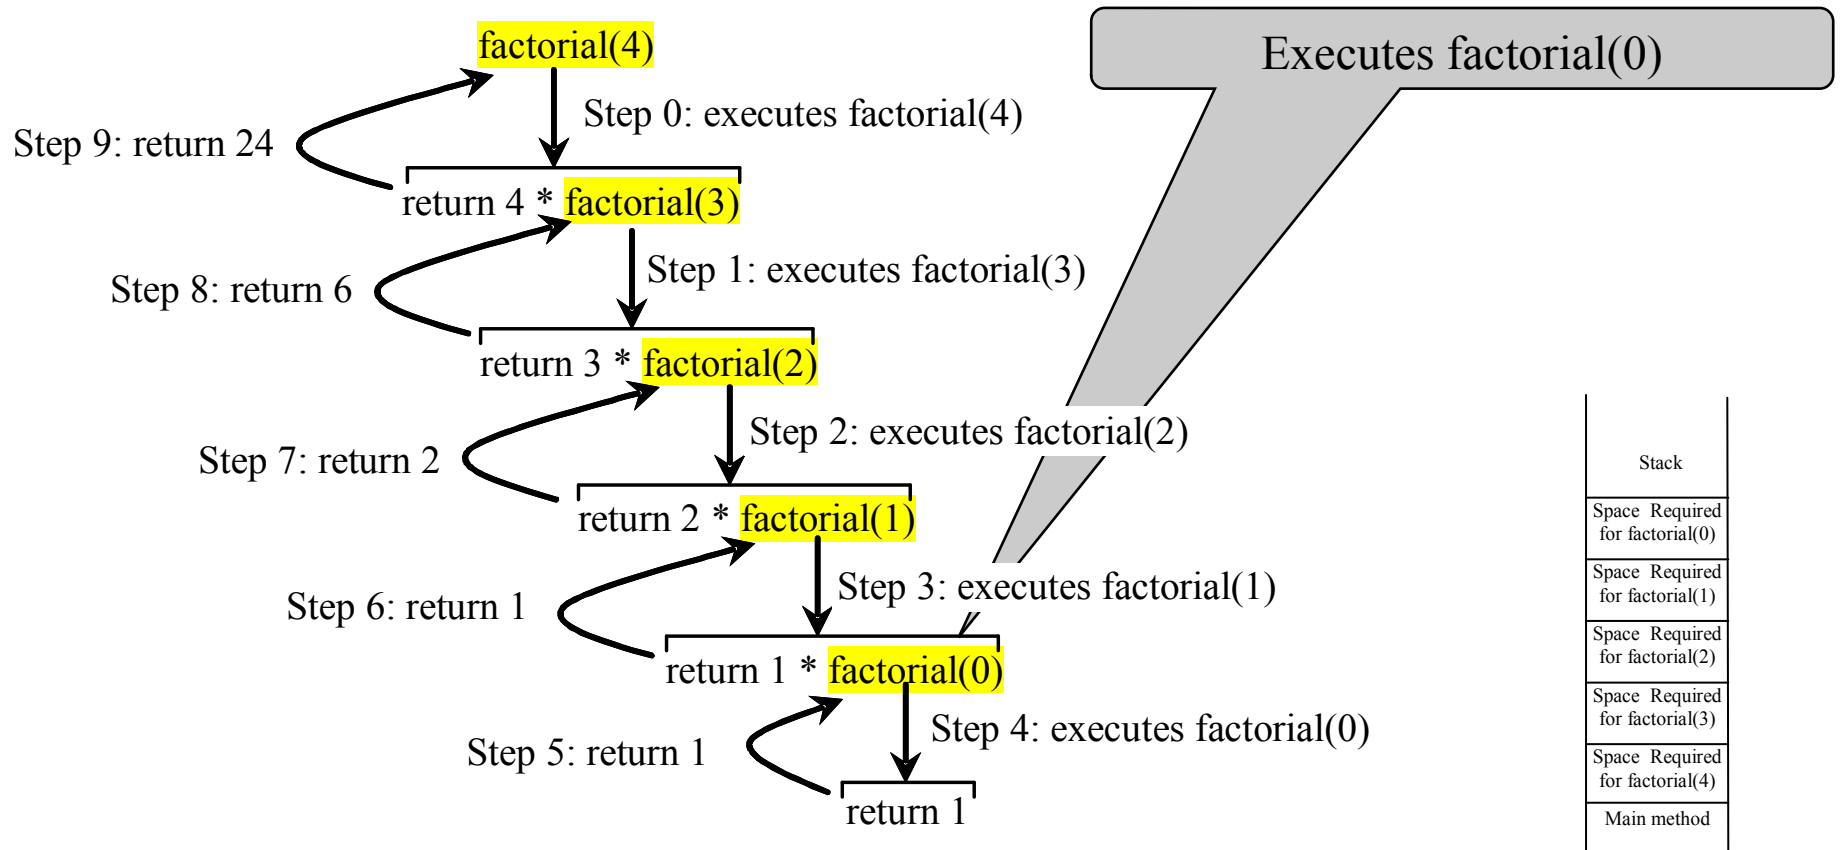 factorial(4)
Executes factorial(0)
Step 0: executes factorial(4)
Step 9: return 24
return 4 * factorial(3)
Step 1: executes factorial(3)
Step 8: return 6
return 3 * factorial(2)
Step 2: executes factorial(2)
Step 7: return 2
return 2 * factorial(1)
Step 3: executes factorial(1)
Step 6: return 1
return 1 * factorial(0)
Step 4: executes factorial(0)
Step 5: return 1
return 1
Stack
Space Required
for factorial(0)
Space Required
for factorial(1)
Space Required
for factorial(2)
Space Required
for factorial(3)
Space Required
for factorial(4)
Main method